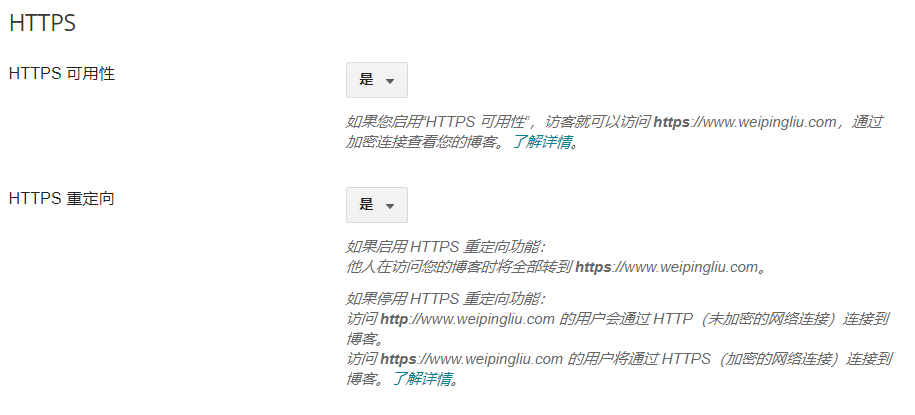 HTTPS
HTTPS 可用性
是
如果您启用“HTTPS 可用性”，访客就可以访问 https://www.weipingliu.com，通过
加密连接查看您的博客。了解详情。
HTTPS 重定向
是
如果启用 HTTPS 重定向功能：
他人在访问您的博客时将全部转到 https://www.weipingliu.com。
如果停用 HTTPS 重定向功能：
访问 http://www.weipingliu.com 的用户会通过 HTTP（未加密的网络连接）连接到
博客。
访问 https://www.weipingliu.com 的用户将通过 HTTPS（加密的网络连接）连接到
博客。了解详情。